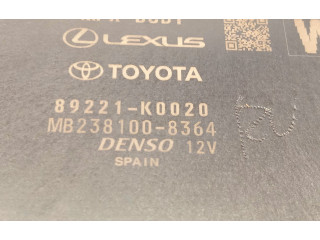 LEXUS
TOYOTA
89221-K0020
MB238100-8364
DENSO 12V
SPAIN